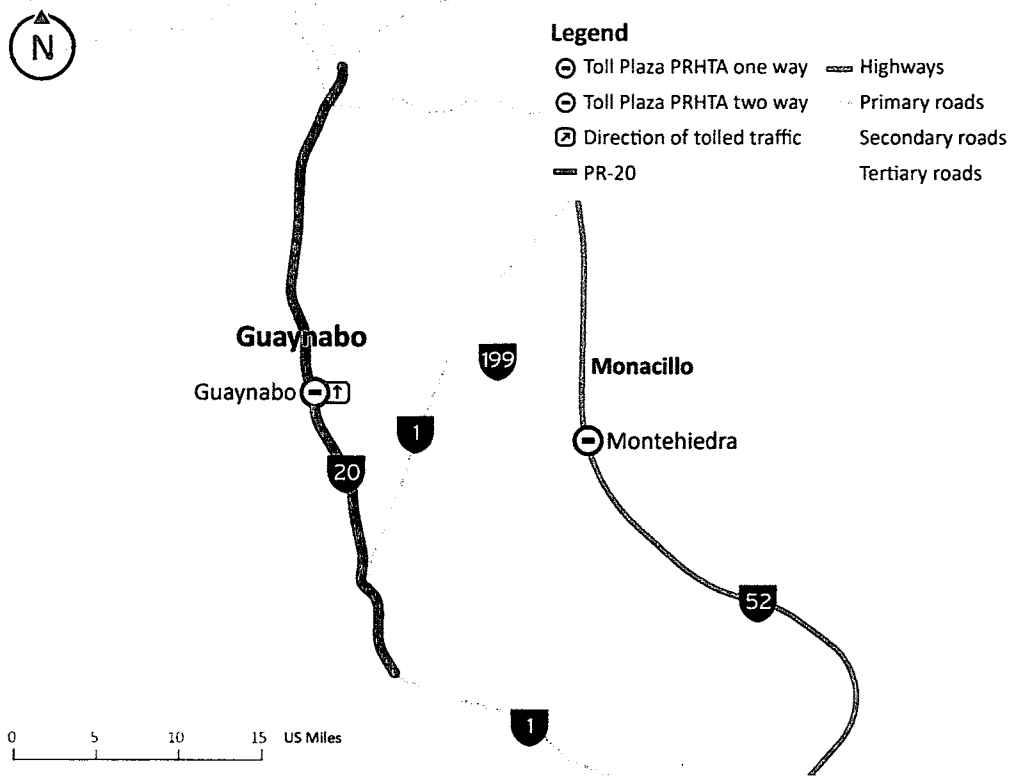 N
Legend
Toll Plaza PRHTA one way
Highways
Toll Plaza PRHTA two way
Primary roads
Direction of tolled traffic
Secondary roads
PR-20
Tertiary roads
Guaynabo
199
Monacillo
Guaynabo
1
Montehiedra
20
52
1
0 5 10 15 US Miles